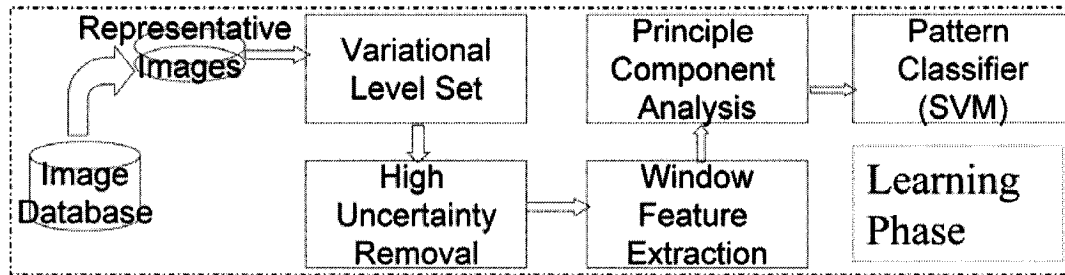 Representative
Images
Image
Database
Variational
Level Set
High
Uncertainty
Removal
Window
Feature
Extraction
Principle
Component
Analysis
Pattern
Classifier
(SVM)
Learning
Phase